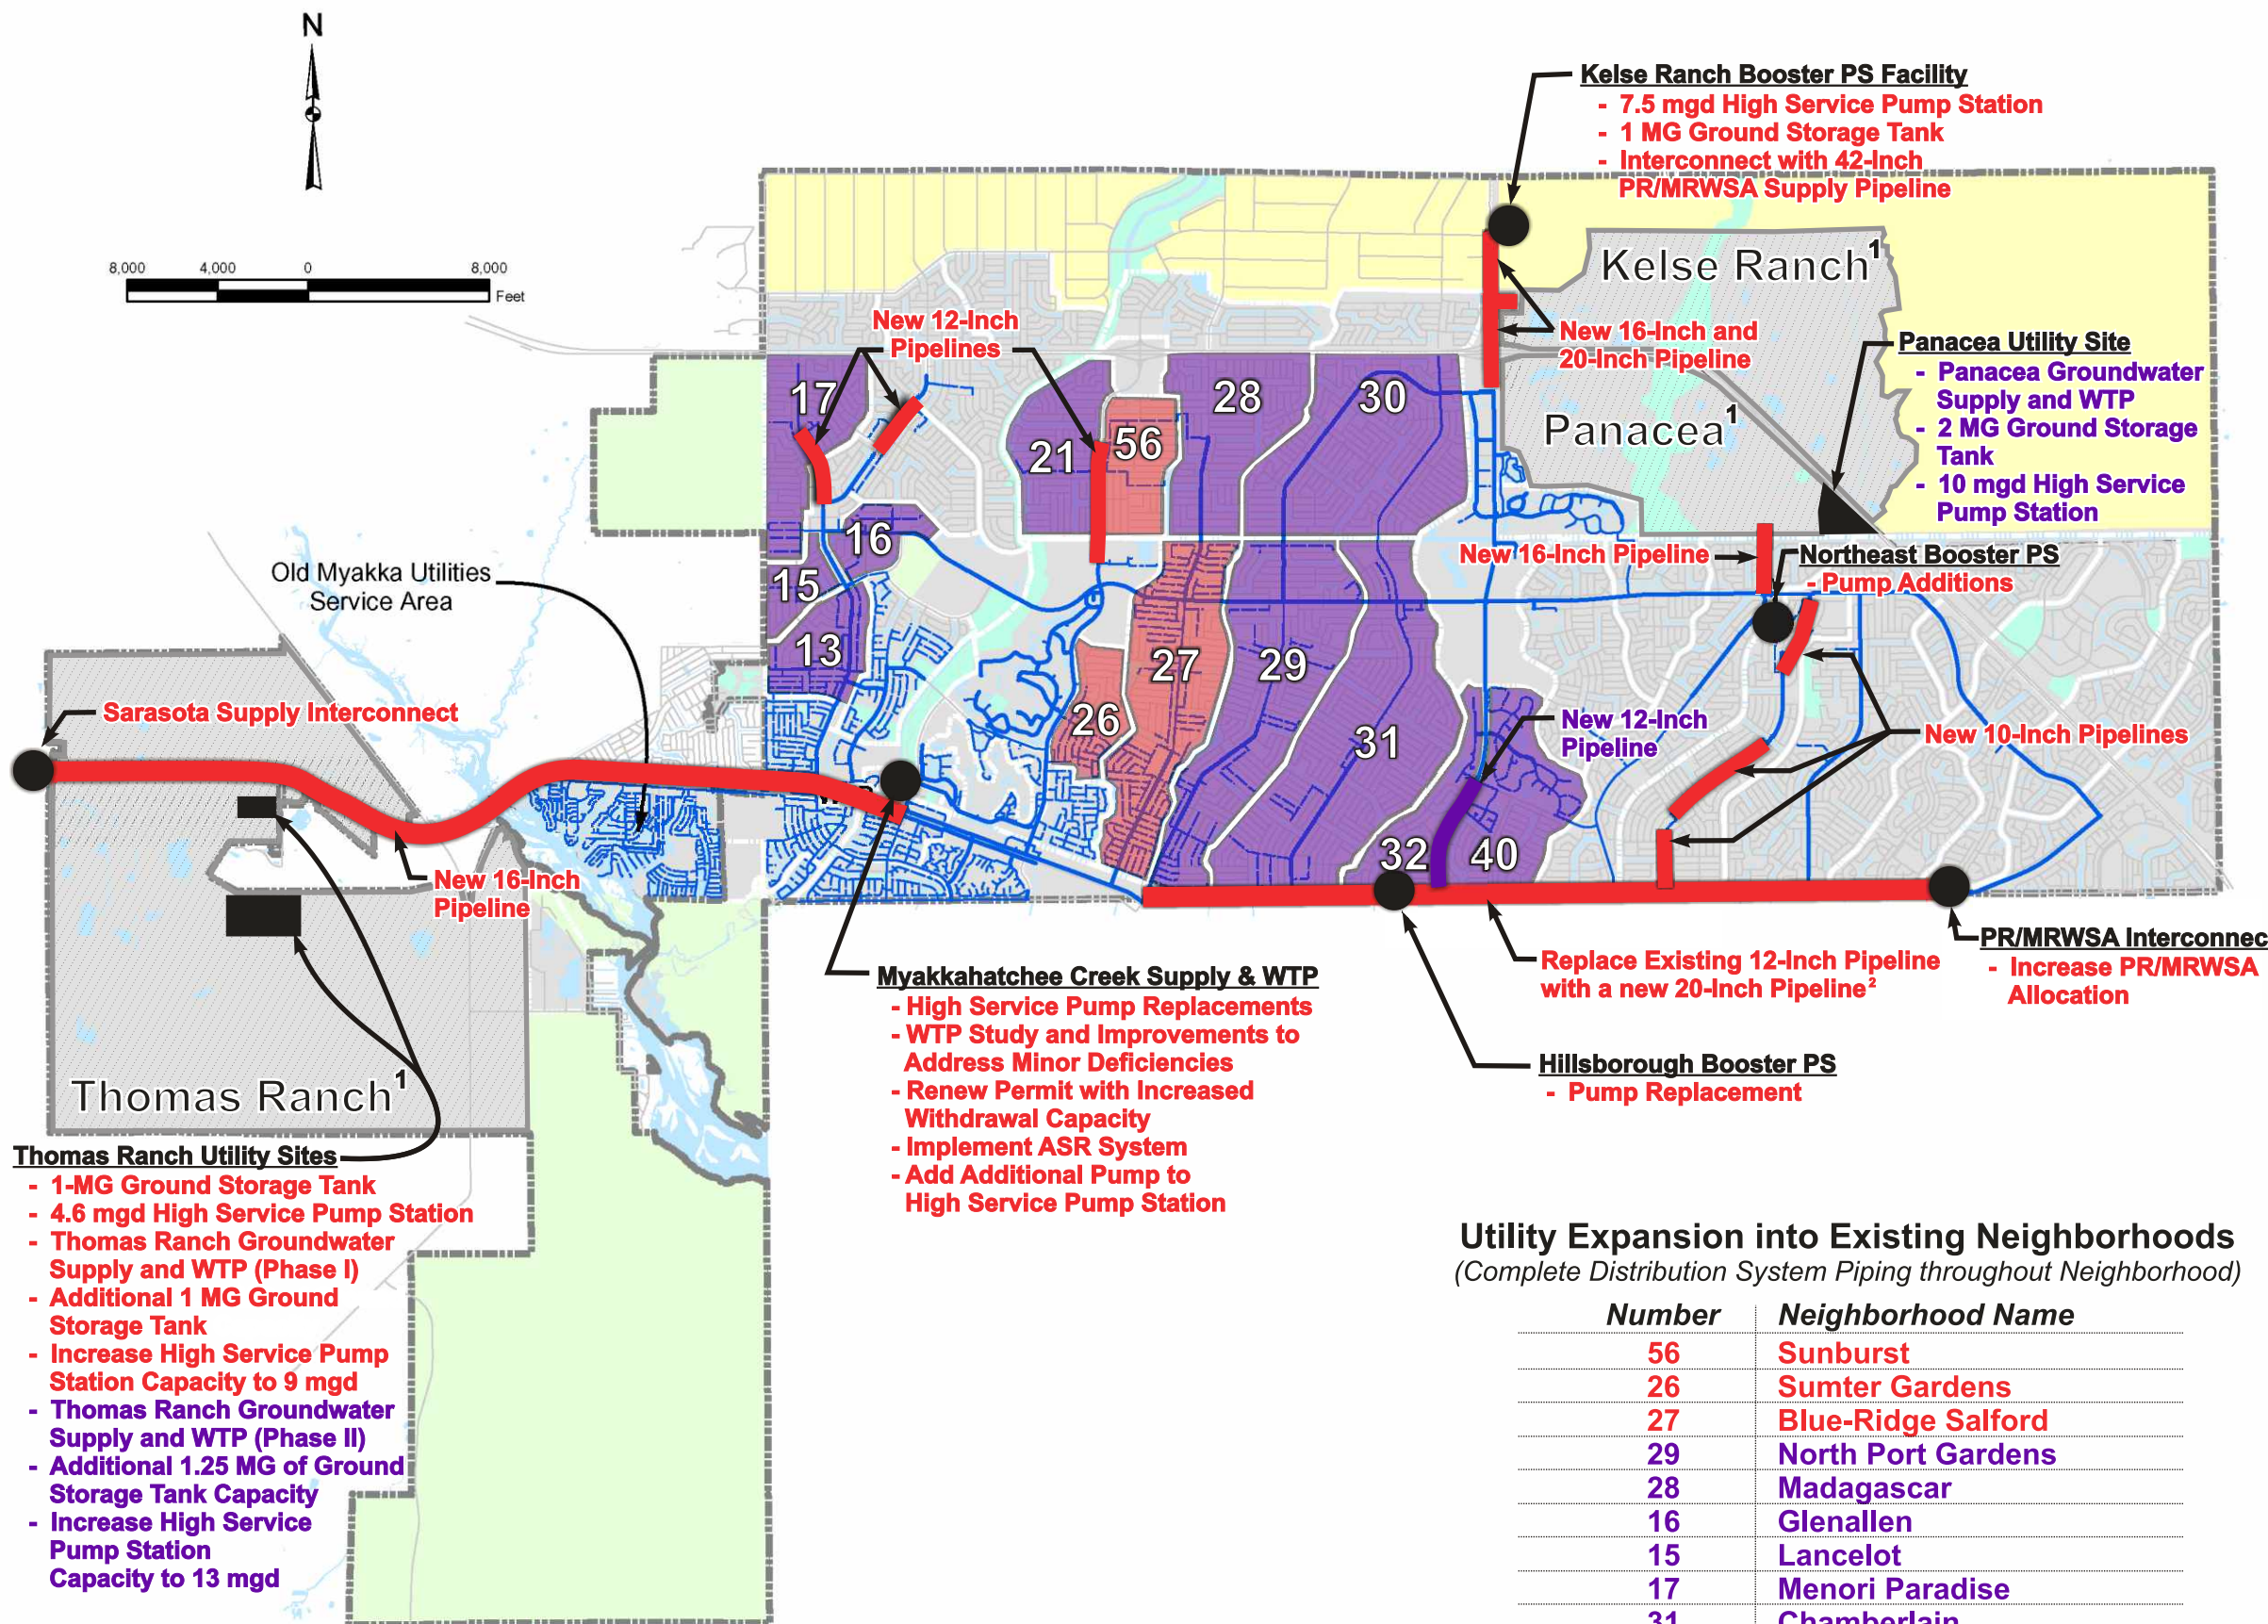 N
8,000 4,000 0 8,000
Feet
Kelse Ranch Booster PS Facility
- 7.5 mgd High Service Pump Station
- 1 MG Ground Storage Tank
- Interconnect with 42-Inch
PR/MRWSA Supply Pipeline
Kelse Ranch¹
New 12-Inch
Pipelines
New 16-Inch and
20-Inch Pipeline
Panacea Utility Site
- Panacea Groundwater
Supply and WTP
- 2 MG Ground Storage
Tank
- 10 mgd High Service
Pump Station
Panacea¹
17
21
56
28
30
16
15
13
New 16-Inch Pipeline
Northeast Booster PS
- Pump Additions
Old Myakka Utilities
Service Area
27
29
26
31
32
40
Sarasota Supply Interconnect
New 12-Inch
Pipeline
New 10-Inch Pipelines
New 16-Inch
Pipeline
Thomas Ranch¹
Myakkahatchee Creek Supply & WTP
- High Service Pump Replacements
- WTP Study and Improvements to
Address Minor Deficiencies
- Renew Permit with Increased
Withdrawal Capacity
- Implement ASR System
- Add Additional Pump to
High Service Pump Station
Replace Existing 12-Inch Pipeline
with a new 20-Inch Pipeline²
PR/MRWSA Interconnec
- Increase PR/MRWSA
Allocation
Hillsborough Booster PS
- Pump Replacement
Thomas Ranch Utility Sites
- 1-MG Ground Storage Tank
- 4.6 mgd High Service Pump Station
- Thomas Ranch Groundwater
Supply and WTP (Phase I)
- Additional 1 MG Ground
Storage Tank
- Increase High Service Pump
Station Capacity to 9 mgd
- Thomas Ranch Groundwater
Supply and WTP (Phase II)
- Additional 1.25 MG of Ground
Storage Tank Capacity
- Increase High Service
Pump Station
Capacity to 13 mgd
Utility Expansion into Existing Neighborhoods
(Complete Distribution System Piping throughout Neighborhood)
Number Neighborhood Name
56 Sunburst
26 Sumter Gardens
27 Blue-Ridge Salford
29 North Port Gardens
28 Madagascar
16 Glenallen
15 Lancelot
17 Menori Paradise
31 Chamberlain